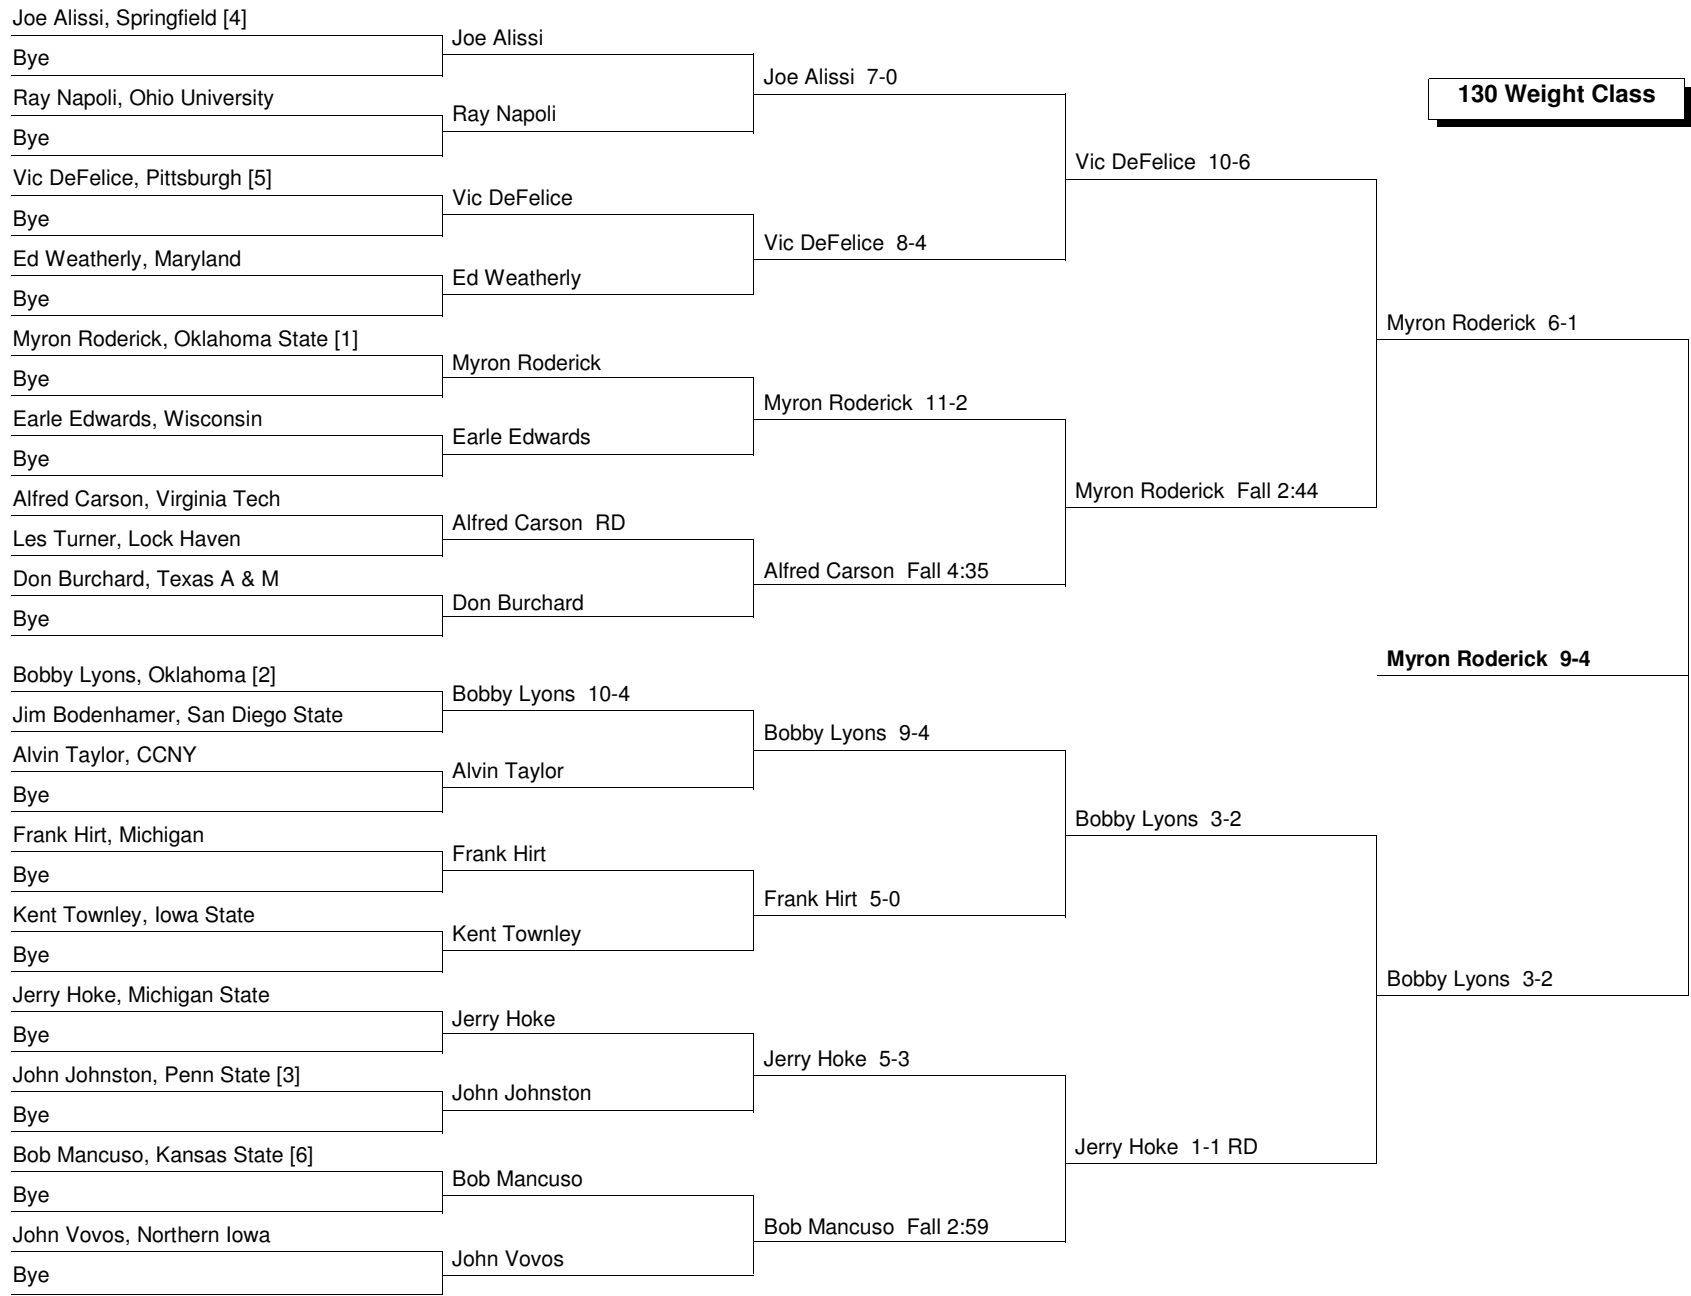 Joe Alissi, Springfield [4]
Bye
Ray Napoli, Ohio University
Bye
Vic DeFelice, Pittsburgh [5]
Bye
Ed Weatherly, Maryland
Bye
Myron Roderick, Oklahoma State [1]
Bye
Earle Edwards, Wisconsin
Bye
Alfred Carson, Virginia Tech
Les Turner, Lock Haven
Don Burchard, Texas A & M
Bye
Bobby Lyons, Oklahoma [2]
Jim Bodenhamer, San Diego State
Alvin Taylor, CCNY
Bye
Frank Hirt, Michigan
Bye
Kent Townley, Iowa State
Bye
Jerry Hoke, Michigan State
Bye
John Johnston, Penn State [3]
Bye
Bob Mancuso, Kansas State [6]
Bye
John Vovos, Northern Iowa
Bye
Joe Alissi
Ray Napoli
Vic DeFelice
Ed Weatherly
Myron Roderick
Earle Edwards
Alfred Carson RD
Don Burchard
Bobby Lyons 10-4
Alvin Taylor
Frank Hirt
Kent Townley
Jerry Hoke
John Johnston
Bob Mancuso
John Vovos
Joe Alissi 7-0
Vic DeFelice 8-4
Myron Roderick 11-2
Alfred Carson Fall 4:35
Bobby Lyons 9-4
Frank Hirt 5-0
Jerry Hoke 5-3
Bob Mancuso Fall 2:59
Vic DeFelice 10-6
Myron Roderick Fall 2:44
Bobby Lyons 3-2
Jerry Hoke 1-1 RD
130 Weight Class
Myron Roderick 6-1
Myron Roderick 9-4
Bobby Lyons 3-2